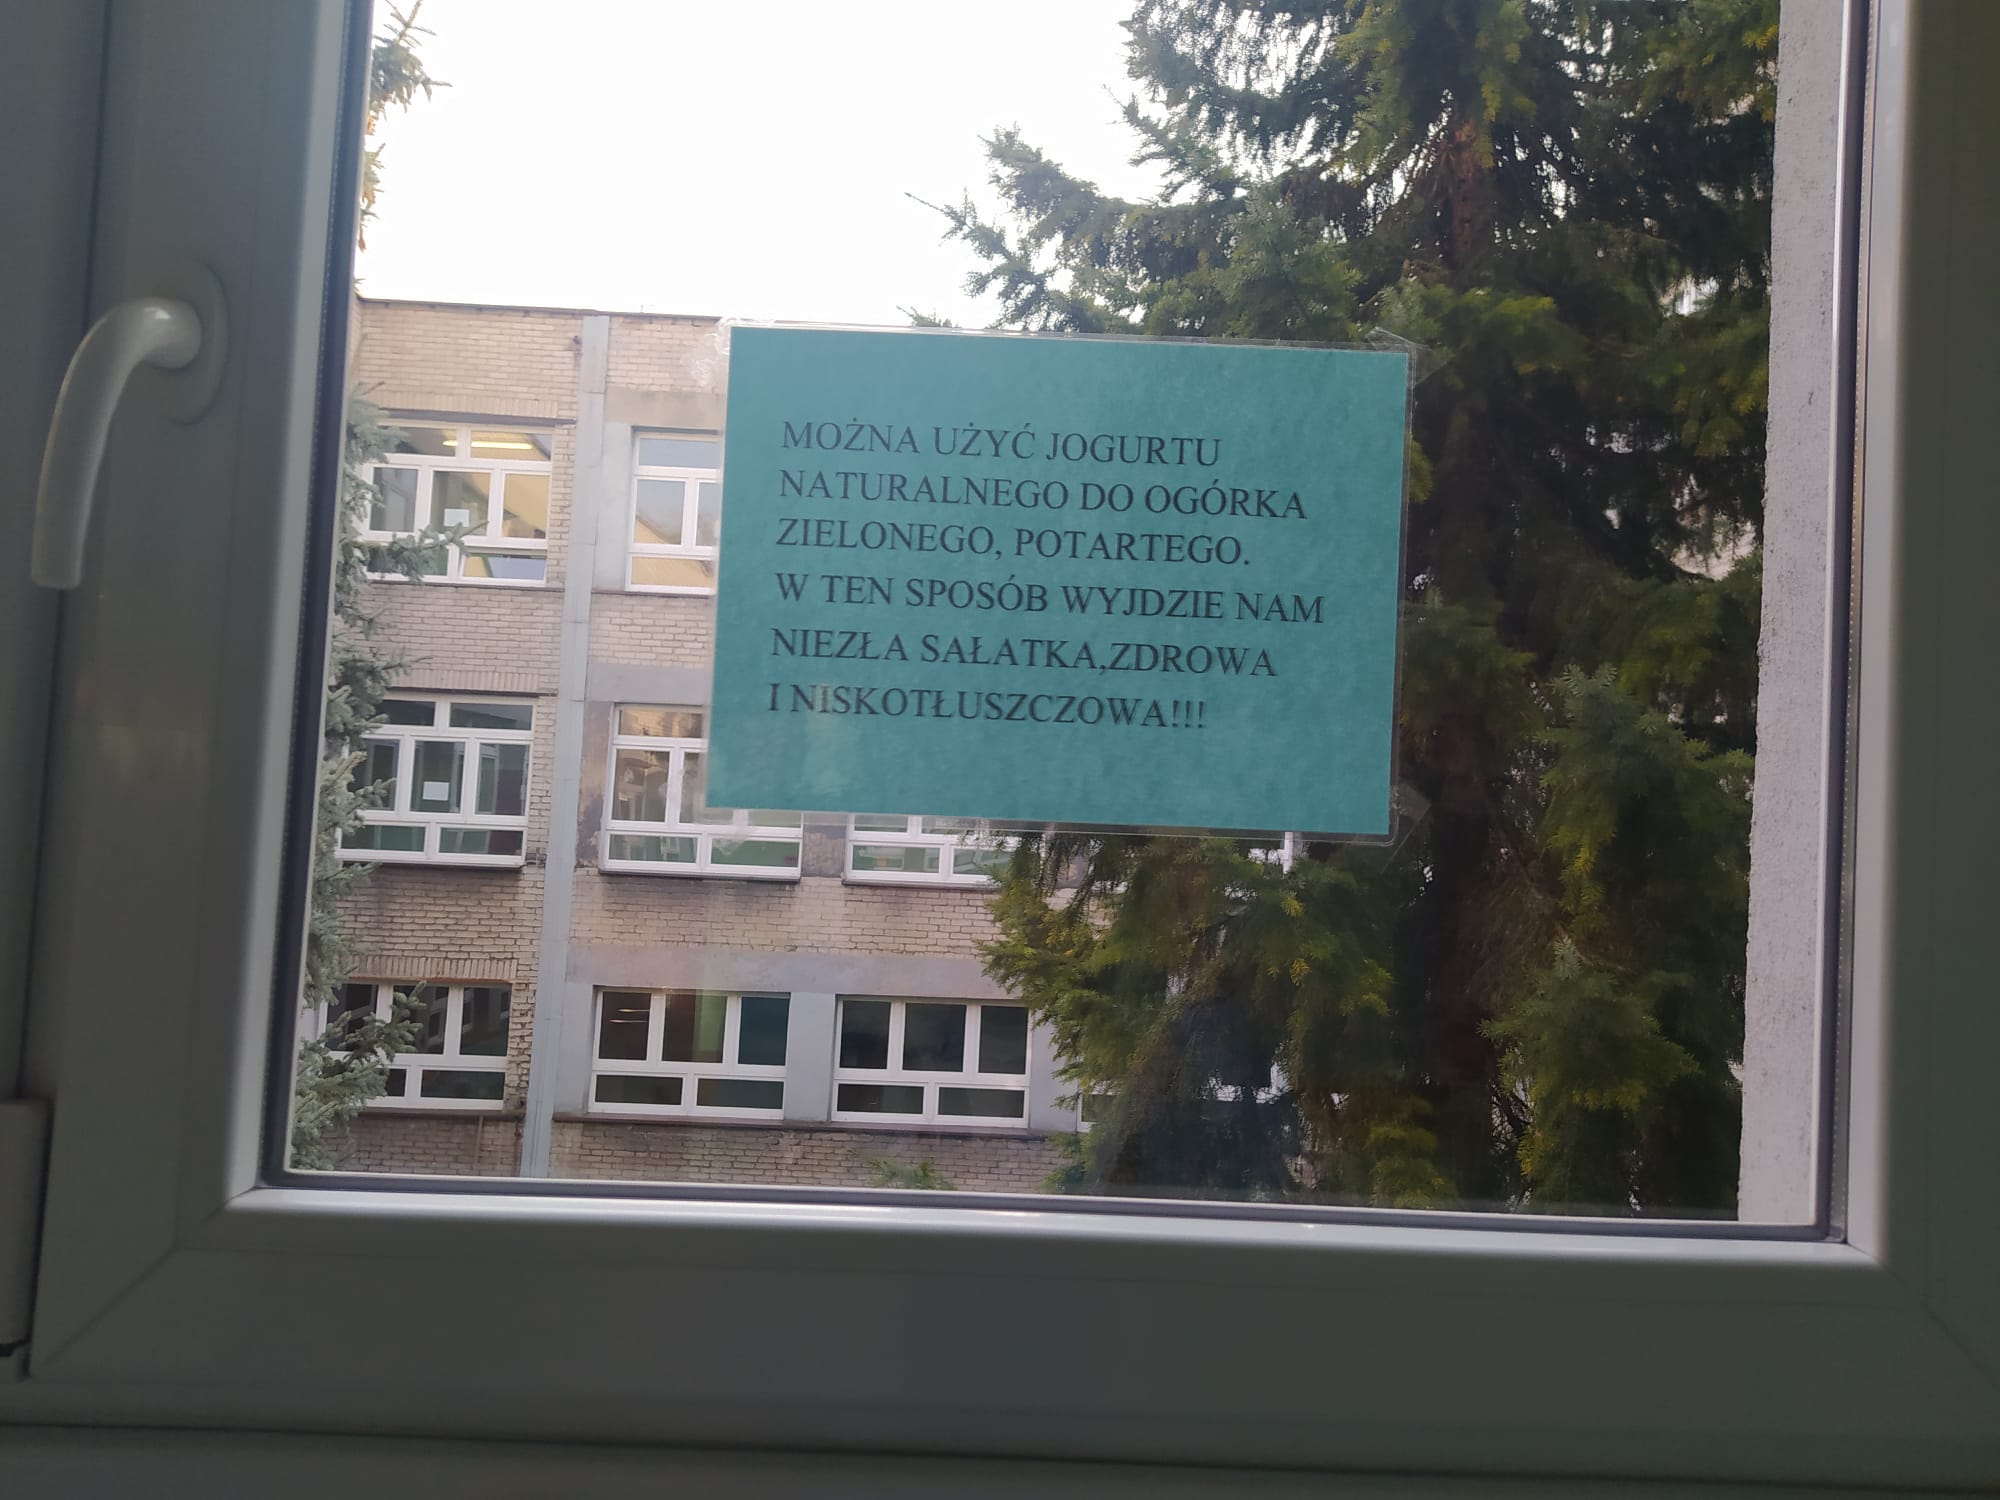 MOŻNA UŻYĆ JOGURTU
NATURALNEGO DO OGÓRKA
ZIELONEGO, POTARTEGO.
W TEN SPOSÓB WYJDZIE NAM
NIEZŁA SAŁATKA,ZDROWA
I NISKOTŁUSZCZOWA!!!